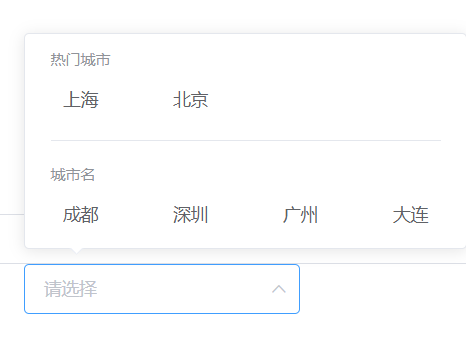 热门城市
上海 北京
城市名
成都 深圳 广州 大连
请选择